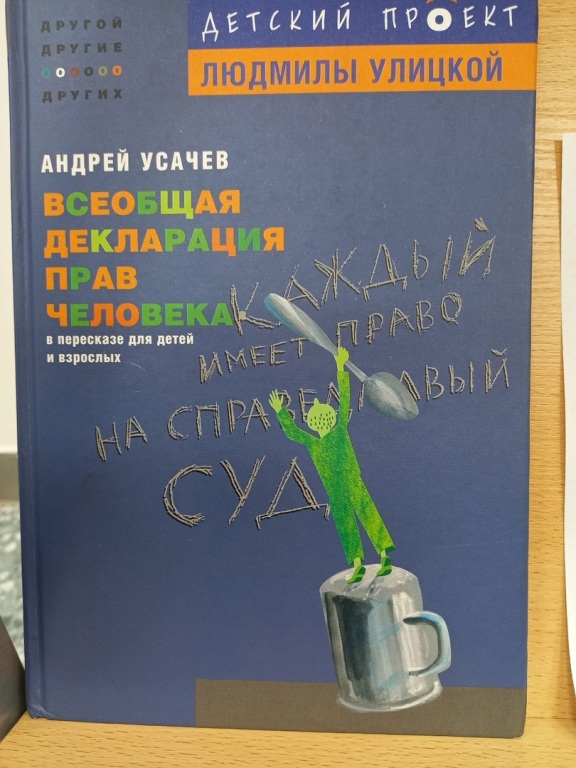 ДРУГОЙ
ДРУГИЕ
О ДРУГИХ
ДЕТСКИЙ ПРОЕКТ
ЛЮДМИЛЫ УЛИЦКОЙ
АНДРЕЙ УСАЧЕВ
ВСЕОБЩАЯ
ДЕКЛАРАЦИЯ
ПРАВ
ЧЕЛОВЕКА
в пересказе для детей
и взрослых
КАЖДЫЙ
ИМЕЕТ ПРАВО
НА СПРАВЕДЛИВЫЙ
СУД